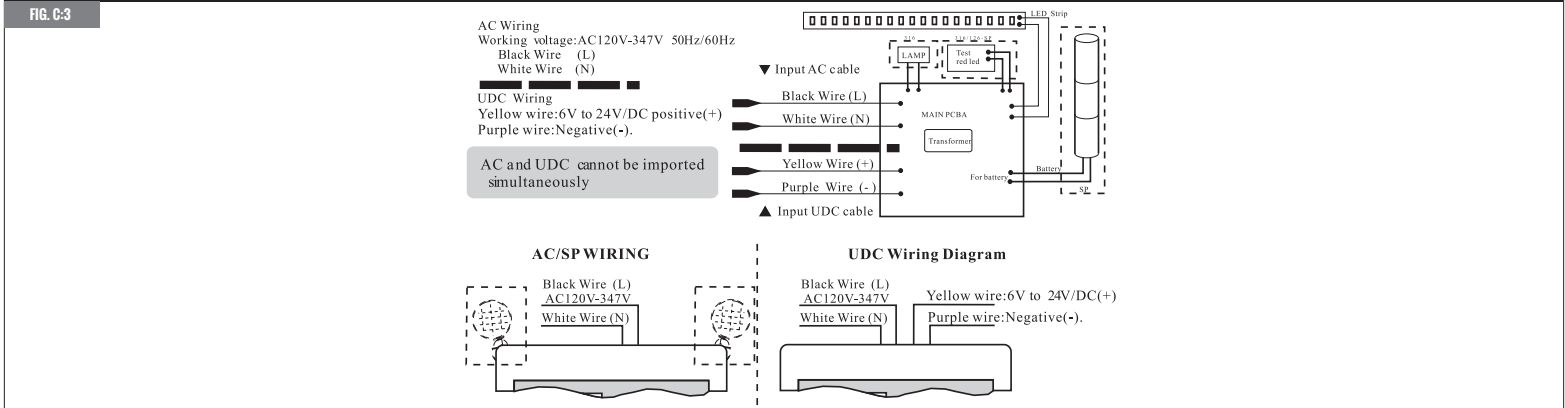 FIG. C:3
AC Wiring
Working voltage:AC120V-347V 50Hz/60Hz
Black Wire (L)
White Wire (N)
UDC Wiring
Yellow wire:6V to 24V/DC positive(+)
Purple wire:Negative(-).
AC and UDC cannot be imported
simultaneously
LED Strip
316
316/126-SP
LAMP
Test
red led
▼ Input AC cable
Black Wire (L)
White Wire (N)
MAIN PCBA
Transformer
Yellow Wire (+)
Purple Wire (-)
▲ Input UDC cable
For battery
Battery
SP
AC/SP WIRING
Black Wire (L)
AC120V-347V
White Wire (N)
UDC Wiring Diagram
Black Wire (L)
AC120V-347V
White Wire (N)
Yellow wire:6V to 24V/DC(+)
Purple wire:Negative(-).